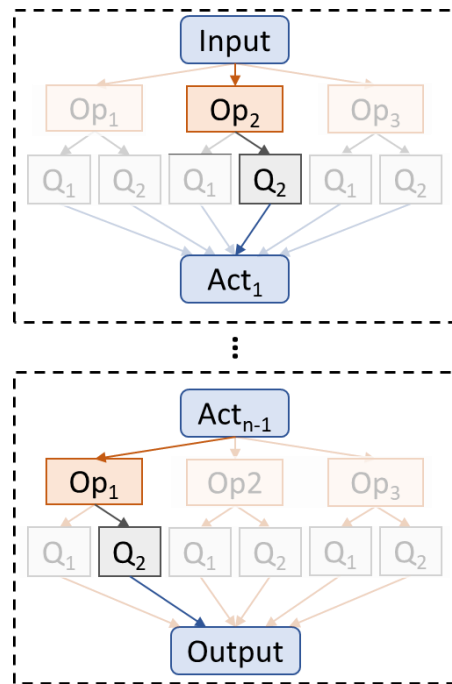 Input
Op₁ Op₂ Op₃
Q₁ Q₂ Q₁ Q₂ Q₁ Q₂
Act₁
Actₙ₋₁
Op₁ Op2 Op₃
Q₁ Q₂ Q₁ Q₂ Q₁ Q₂
Output